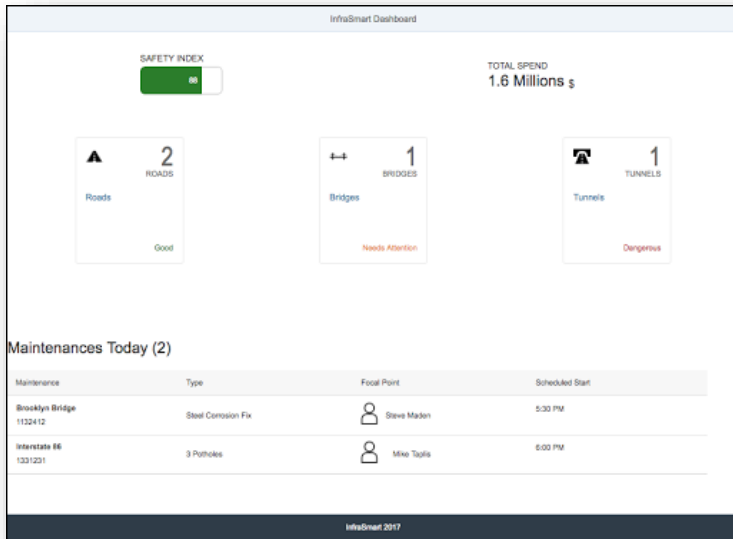 InfraSmart Dashboard
SAFETY INDEX
TOTAL SPEND
1.6 Millions $
2
ROADS
Roads
Good
1
BRIDGES
Bridges
Needs Attention
1
TUNNELS
Tunnels
Dangerous
Maintenances Today (2)
Maintenance Type Focal Point Scheduled Start
Brooklyn Bridge
1132412 Steel Corrosion Fix Steve Maden 5:30 PM
Interstate 86
1331231 3 Potholes Mike Taplis 6:00 PM
InfraSmart 2017